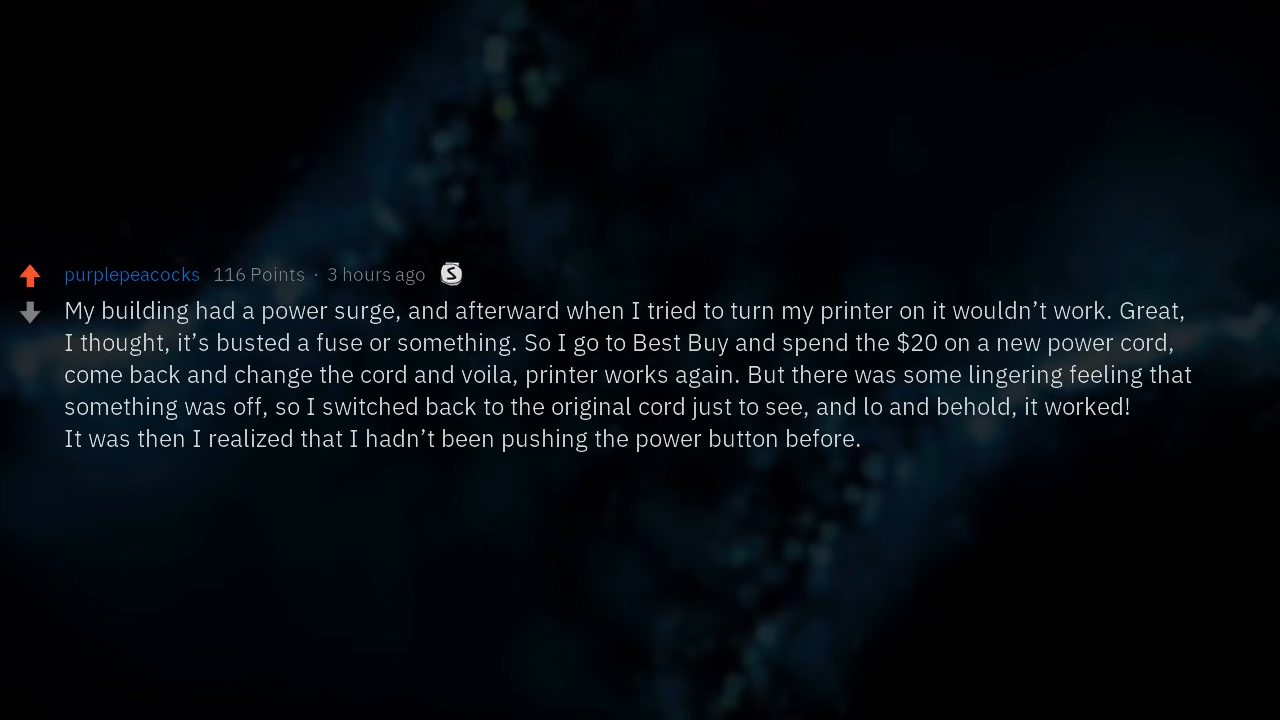 purplepeacocks 116 Points · 3 hours ago S
My building had a power surge, and afterward when I tried to turn my printer on it wouldn’t work. Great,
I thought, it’s busted a fuse or something. So I go to Best Buy and spend the $20 on a new power cord,
come back and change the cord and voila, printer works again. But there was some lingering feeling that
something was off, so I switched back to the original cord just to see, and lo and behold, it worked!
It was then I realized that I hadn’t been pushing the power button before.